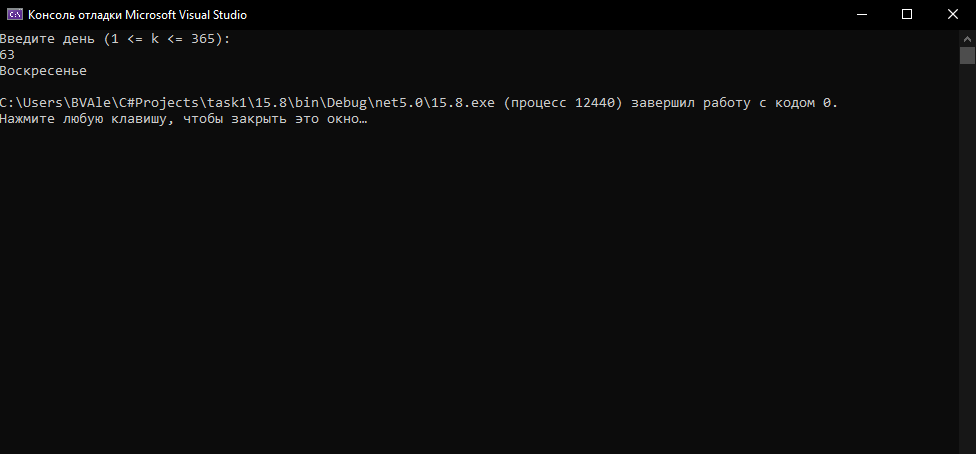 Консоль отладки Microsoft Visual Studio
Введите день (1 <= k <= 365):
63
Воскресенье
C:\Users\BVAle\C#Projects\task1\15.8\bin\Debug\net5.0\15.8.exe (процесс 12440) завершил работу с кодом 0.
Нажмите любую клавишу, чтобы закрыть это окно…